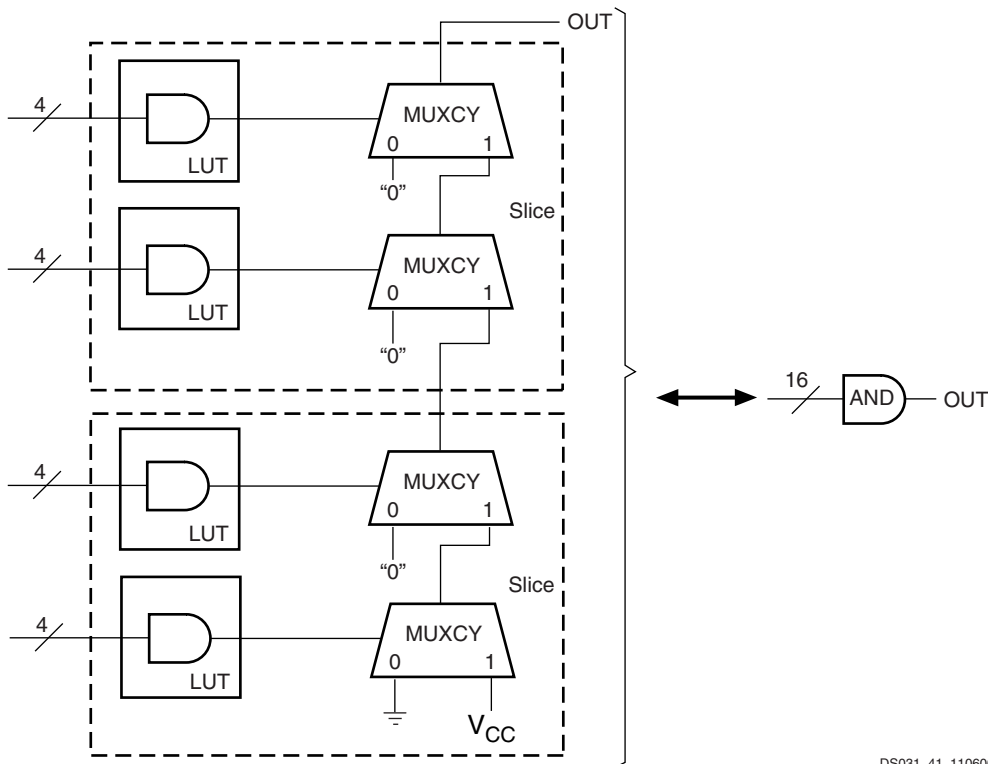 OUT
4
LUT
MUXCY
0 1
“0”
Slice
4
LUT
MUXCY
0 1
“0”
16
AND
OUT
4
LUT
MUXCY
0 1
“0”
Slice
4
LUT
MUXCY
0 1
VCC